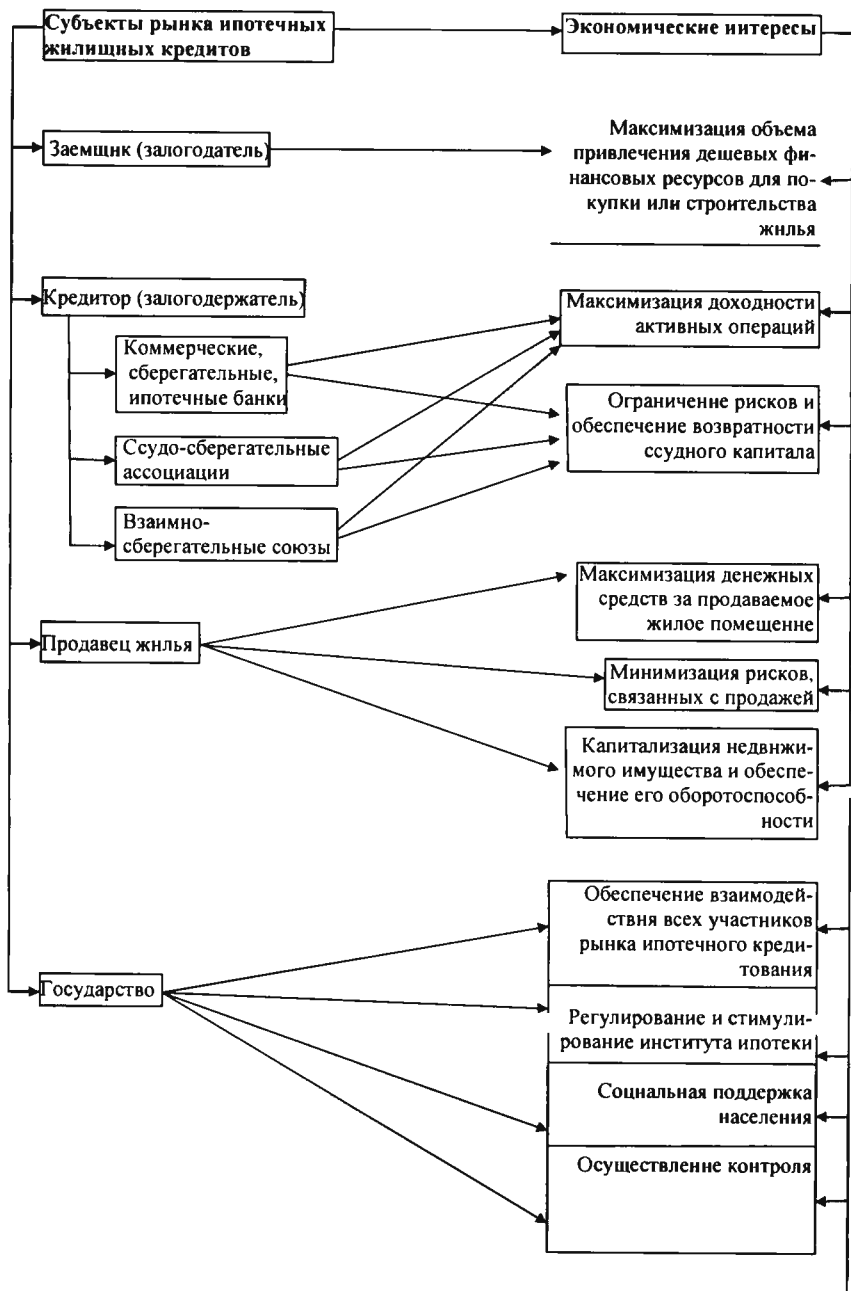 Субъекты рынка ипотечных
жилищных кредитов
Экономические интересы
Заемщик (залогодатель)
Максимизация объема
привлечения дешевых фи-
нансовых ресурсов для по-
купки или строительства
жилья
Кредитор (залогодержатель)
Максимизация доходности
активных операций
Коммерческие,
сберегательные,
ипотечные банки
Ограничение рисков и
обеспечение возвратности
ссудного капитала
Ссудо-сберегательные
ассоциации
Взаимно-
сберегательные союзы
Максимизация денежных
средств за продаваемое
жилое помещение
Продавец жилья
Минимизация рисков,
связанных с продажей
Капитализация недвижи-
мого имущества и обеспе-
чение его оборотоспособ-
ности
Обеспечение взаимодей-
ствия всех участников
рынка ипотечного креди-
тования
Государство
Регулирование и стимули-
рование института ипотеки
Социальная поддержка
населения
Осуществление контроля